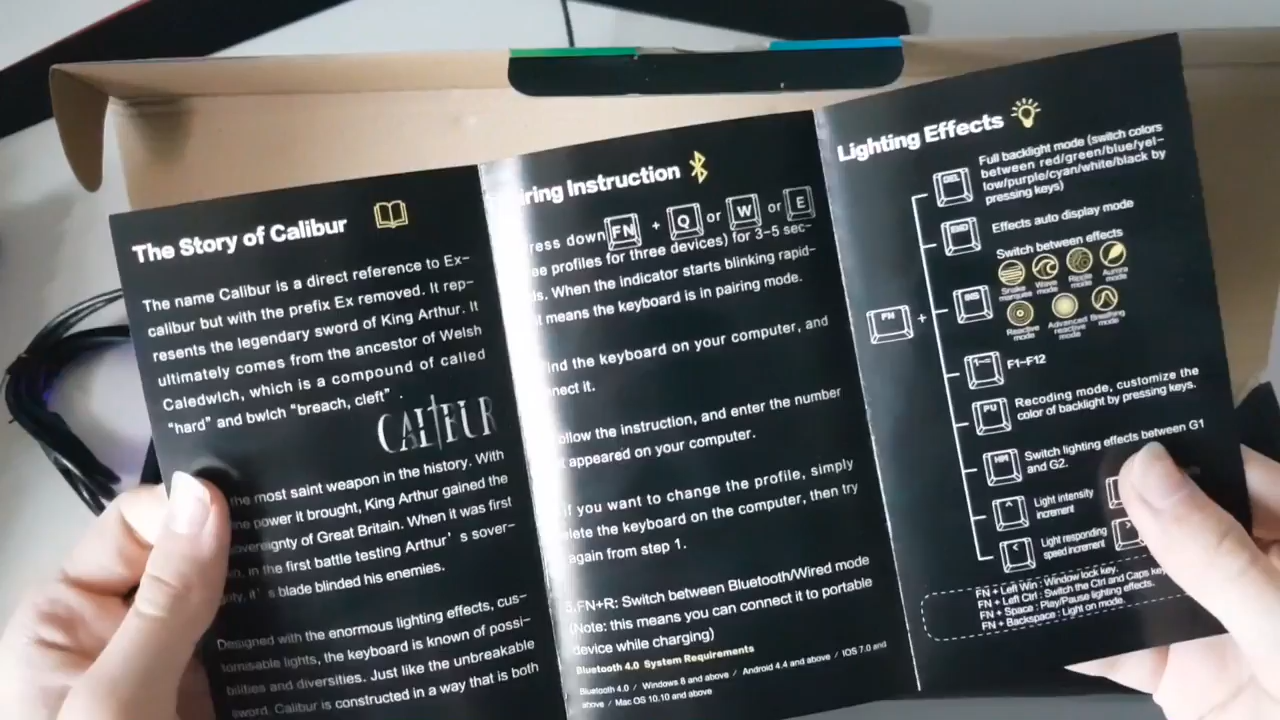 The Story of Calibur
The name Calibur is a direct reference to Ex-
calibur but with the prefix Ex removed. It rep-
resents the legendary sword of King Arthur. It
ultimately comes from the ancestor of Welsh
Caledwlch, which is a compound of called
"hard" and bwlch "breach, cleft" .
CALIBUR
the most saint weapon in the history. With
power it brought, King Arthur gained the
of Great Britain. When it was first
in the first battle testing Arthur' s sover-
it' s blade blinded his enemies.
Designed with the enormous lighting effects, cus-
tomisable lights, the keyboard is known of possi-
bilities and diversities. Just like the unbreakable
sword. Calibur is constructed in a way that is both
iring Instruction
ress down FN + Q or W or E
ee profiles for three devices) for 3-5 sec-
ds. When the indicator starts blinking rapid-
it means the keyboard is in pairing mode.
ind the keyboard on your computer, and
nect it.
ollow the instruction, and enter the number
t appeared on your computer.
if you want to change the profile, simply
elete the keyboard on the computer, then try
again from step 1.
5.FN+R: Switch between Bluetooth/Wired mode
(Note: this means you can connect it to portable
device while charging)
Bluetooth 4.0 System Requirements
Bluetooth 4.0 / Windows 8 and above / Android 4.4 and above / IOS 7.0 and
above / Mac OS 10.10 and above
Lighting Effects
FN +
DEL Full backlight mode (switch colors
between red/green/blue/yel-
low/purple/cyan/white/black by
pressing keys)
END Effects auto display mode
INS Switch between effects
Snake marquee Wave mode Ripple mode Aurora mode
Reactive mode Advanced reactive mode Breathing mode
F1-F12
PU Recoding mode, customize the
color of backlight by pressing keys.
HM Switch lighting effects between G1
and G2.
Light intensity
increment
< Light responding
speed increment >
FN + Left Win : Window lock key.
FN + Left Ctrl : Switch the Ctrl and Caps key
FN + Space : Play/Pause lighting effects.
FN + Backspace : Light on mode.